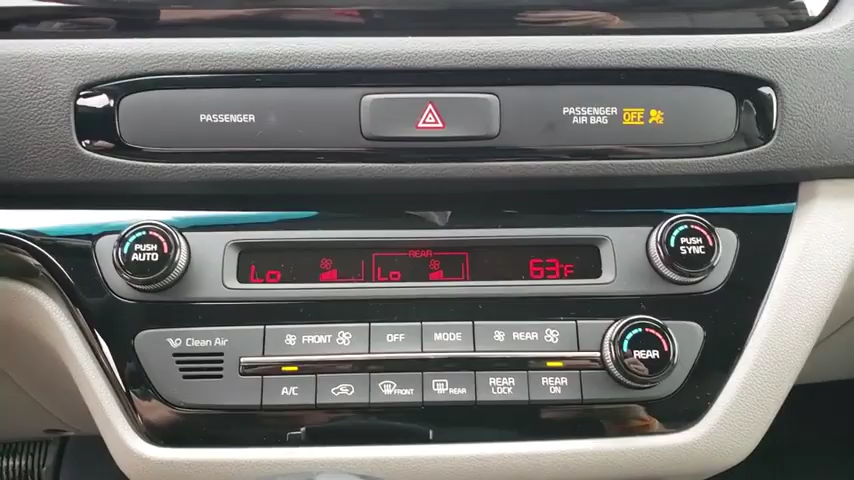 PASSENGER
PASSENGER
AIR BAG OFF 2
PUSH
AUTO
Lo
REAR
Lo
63°F
PUSH
SYNC
Clean Air
FRONT
OFF
MODE
REAR
REAR
A/C
FRONT
REAR
REAR
LOCK
REAR
ON